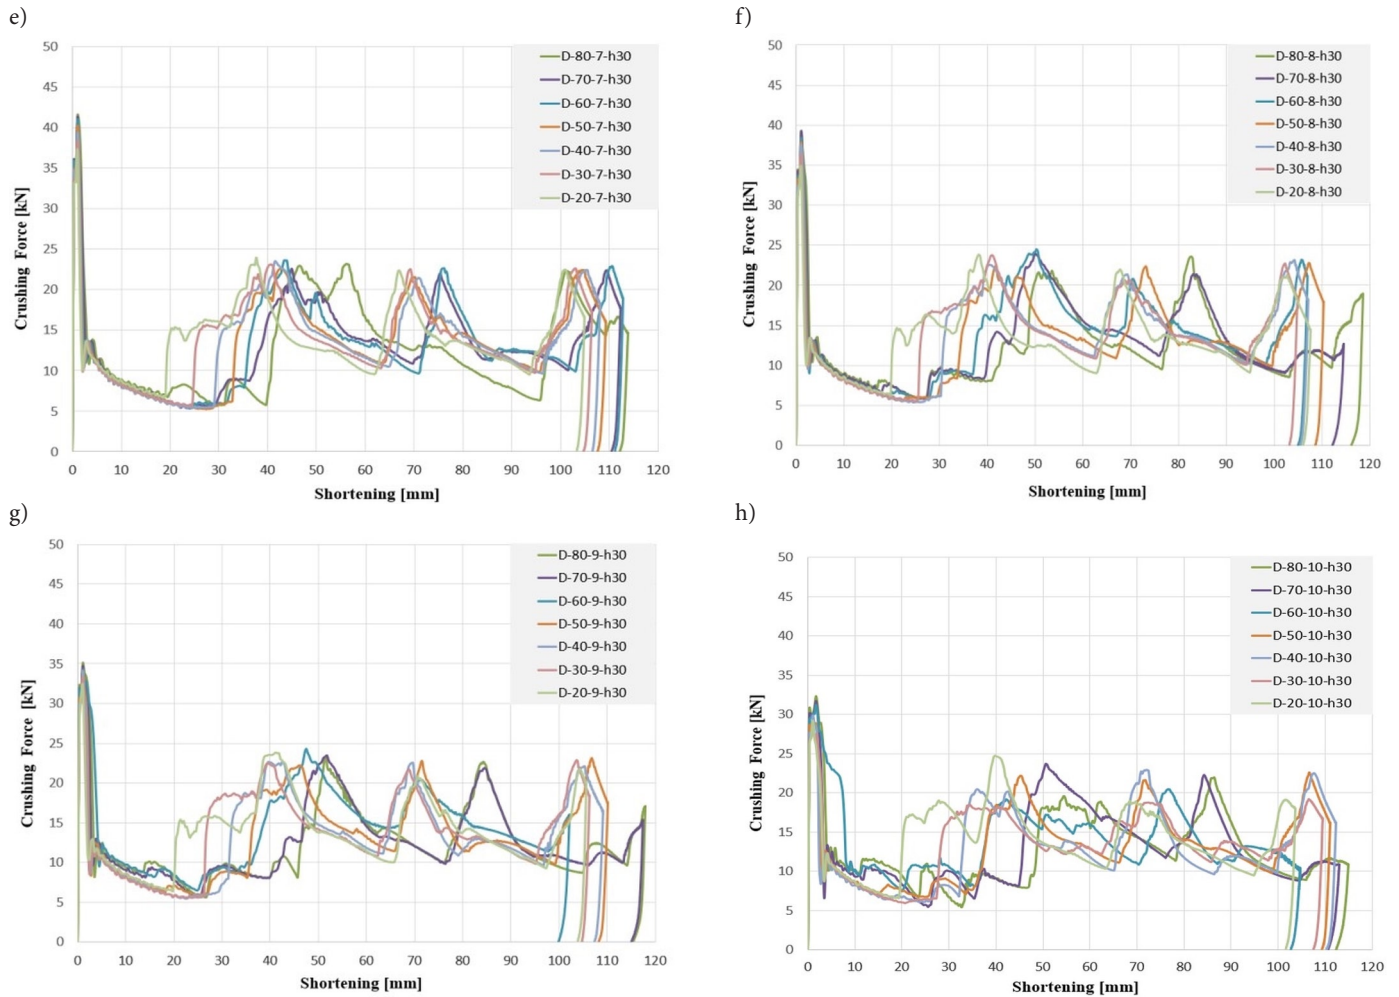 e)
50
45
40
35
30
25
20
15
10
5
0
Crushing Force [kN]
D-80-7-h30
D-70-7-h30
D-60-7-h30
D-50-7-h30
D-40-7-h30
D-30-7-h30
D-20-7-h30
0 10 20 30 40 50 60 70 80 90 100 110 120
Shortening [mm]
f)
50
45
40
35
30
25
20
15
10
5
0
Crushing Force [kN]
D-80-8-h30
D-70-8-h30
D-60-8-h30
D-50-8-h30
D-40-8-h30
D-30-8-h30
D-20-8-h30
0 10 20 30 40 50 60 70 80 90 100 110 120
Shortening [mm]
g)
50
45
40
35
30
25
20
15
10
5
0
Crushing Force [kN]
D-80-9-h30
D-70-9-h30
D-60-9-h30
D-50-9-h30
D-40-9-h30
D-30-9-h30
D-20-9-h30
0 10 20 30 40 50 60 70 80 90 100 110 120
Shortening [mm]
h)
50
45
40
35
30
25
20
15
10
5
0
Crushing Force [kN]
D-80-10-h30
D-70-10-h30
D-60-10-h30
D-50-10-h30
D-40-10-h30
D-30-10-h30
D-20-10-h30
0 10 20 30 40 50 60 70 80 90 100 110 120
Shortening [mm]